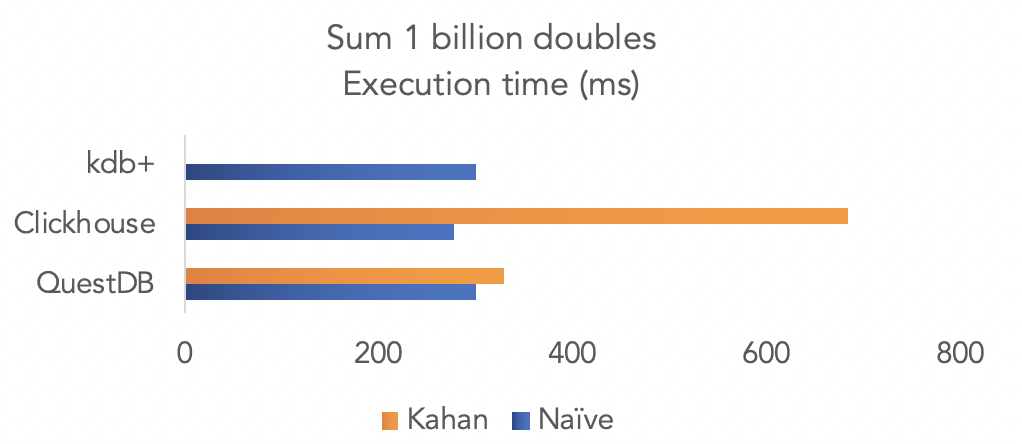 Sum 1 billion doubles
Execution time (ms)
kdb+
Clickhouse
QuestDB
0 200 400 600 800
Kahan Naïve